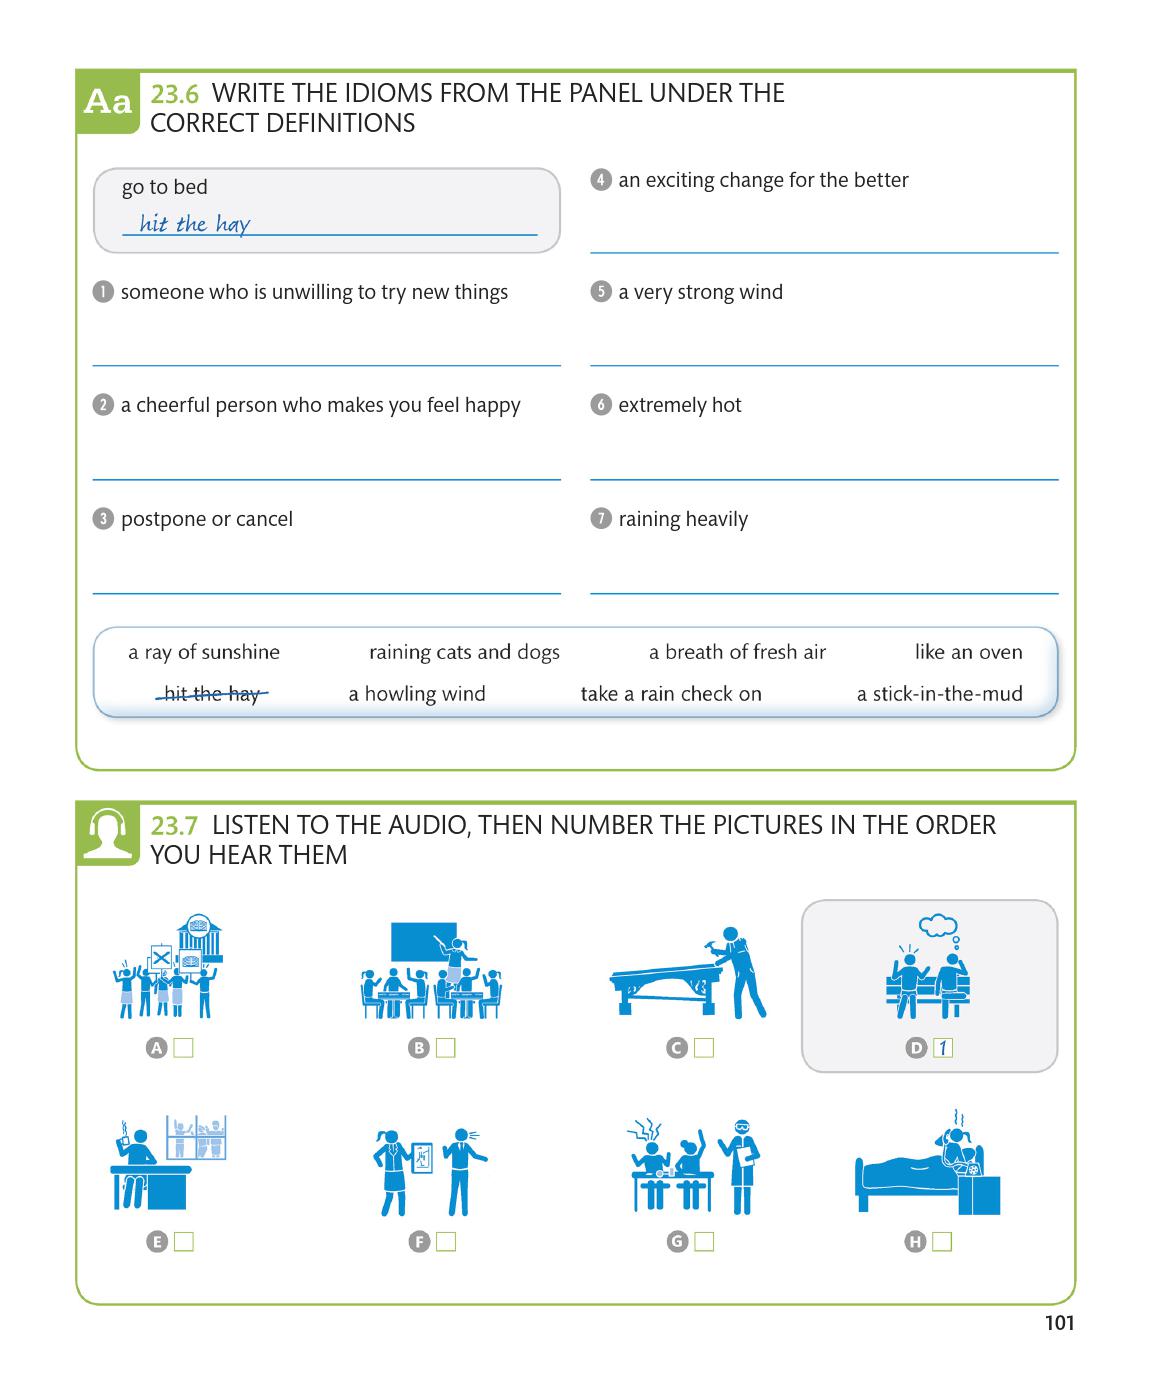 Aa
23.6 WRITE THE IDIOMS FROM THE PANEL UNDER THE
CORRECT DEFINITIONS
go to bed
hit the hay
1 someone who is unwilling to try new things
2 a cheerful person who makes you feel happy
3 postpone or cancel
4 an exciting change for the better
5 a very strong wind
6 extremely hot
7 raining heavily
a ray of sunshine raining cats and dogs a breath of fresh air like an oven
hit the hay a howling wind take a rain check on a stick-in-the-mud
23.7 LISTEN TO THE AUDIO, THEN NUMBER THE PICTURES IN THE ORDER
YOU HEAR THEM
A B C D 1
E F G H
101